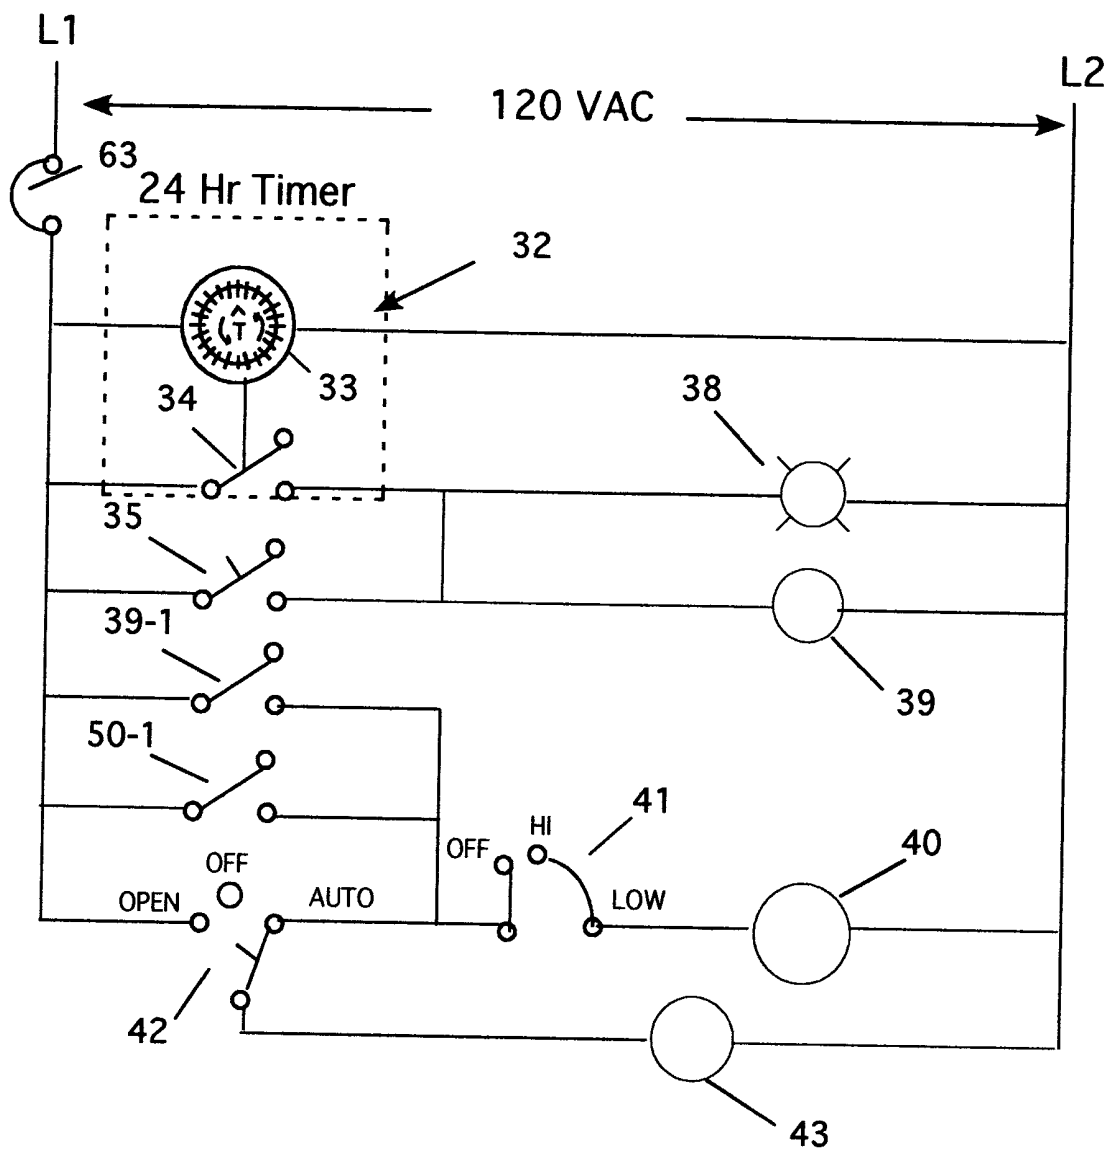 L1
L2
120 VAC
63
24 Hr Timer
32
T
33
34
38
35
39-1
39
50-1
41
HI
OFF
40
OFF
OPEN
AUTO
LOW
42
43